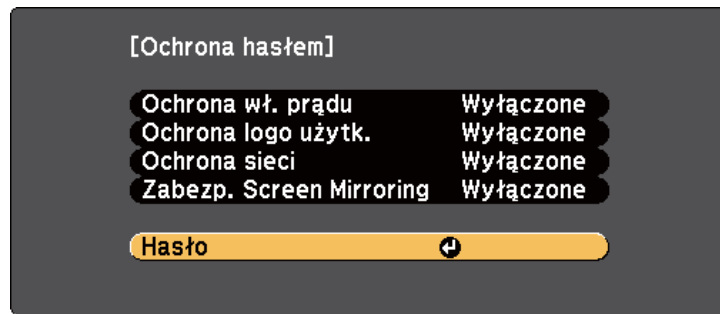 [Ochrona hasłem]
Ochrona wł. prądu Wyłączone
Ochrona logo użytk. Wyłączone
Ochrona sieci Wyłączone
Zabezp. Screen Mirroring Wyłączone
Hasło